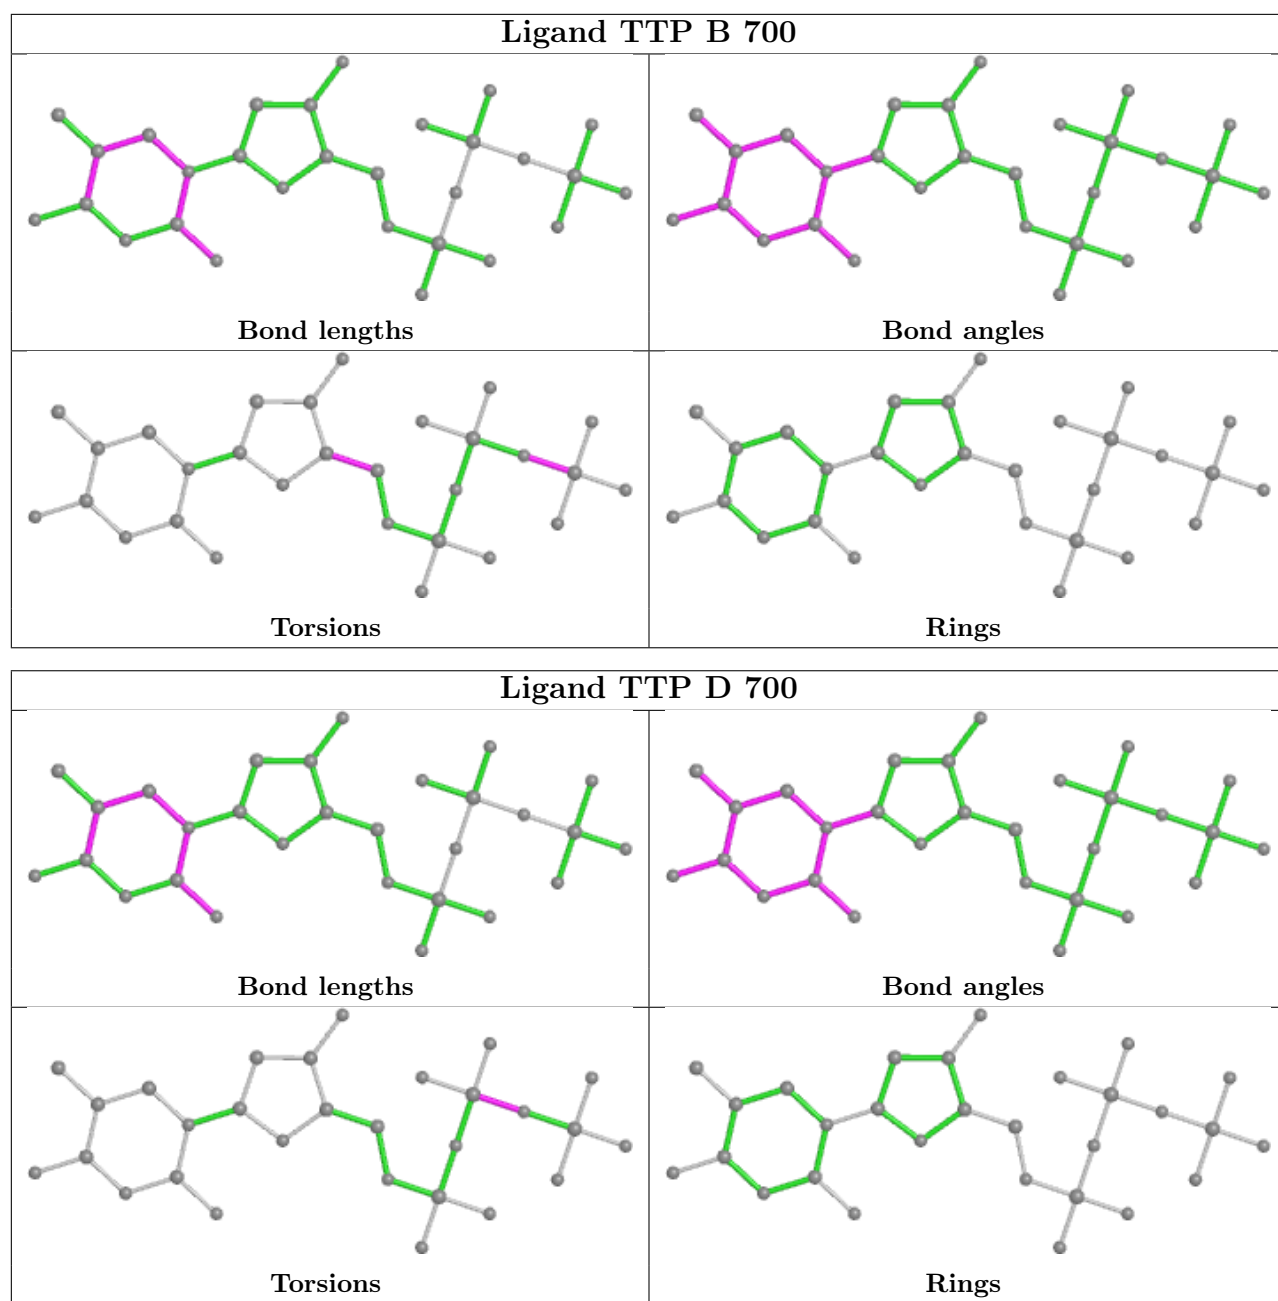 Ligand TTP B 700
Bond lengths
Bond angles
Torsions
Rings
Ligand TTP D 700
Bond lengths
Bond angles
Torsions
Rings